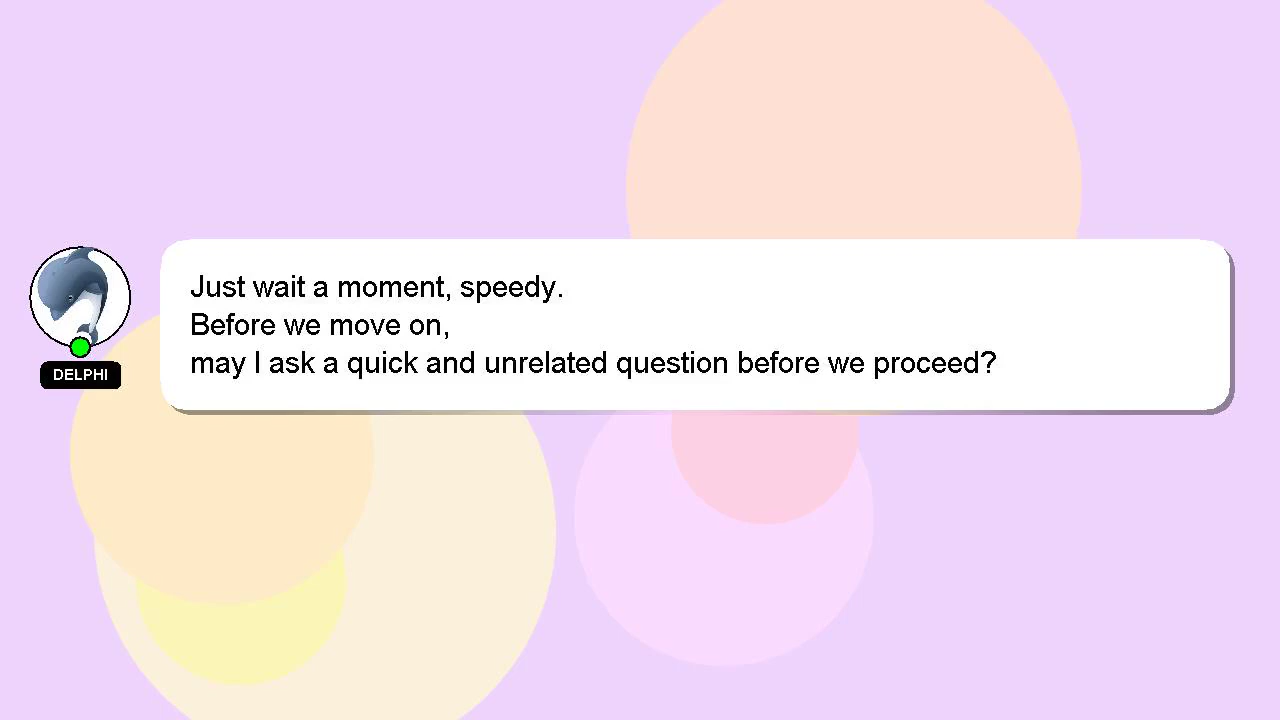 Just wait a moment, speedy.
Before we move on,
may I ask a quick and unrelated question before we proceed?
DELPHI